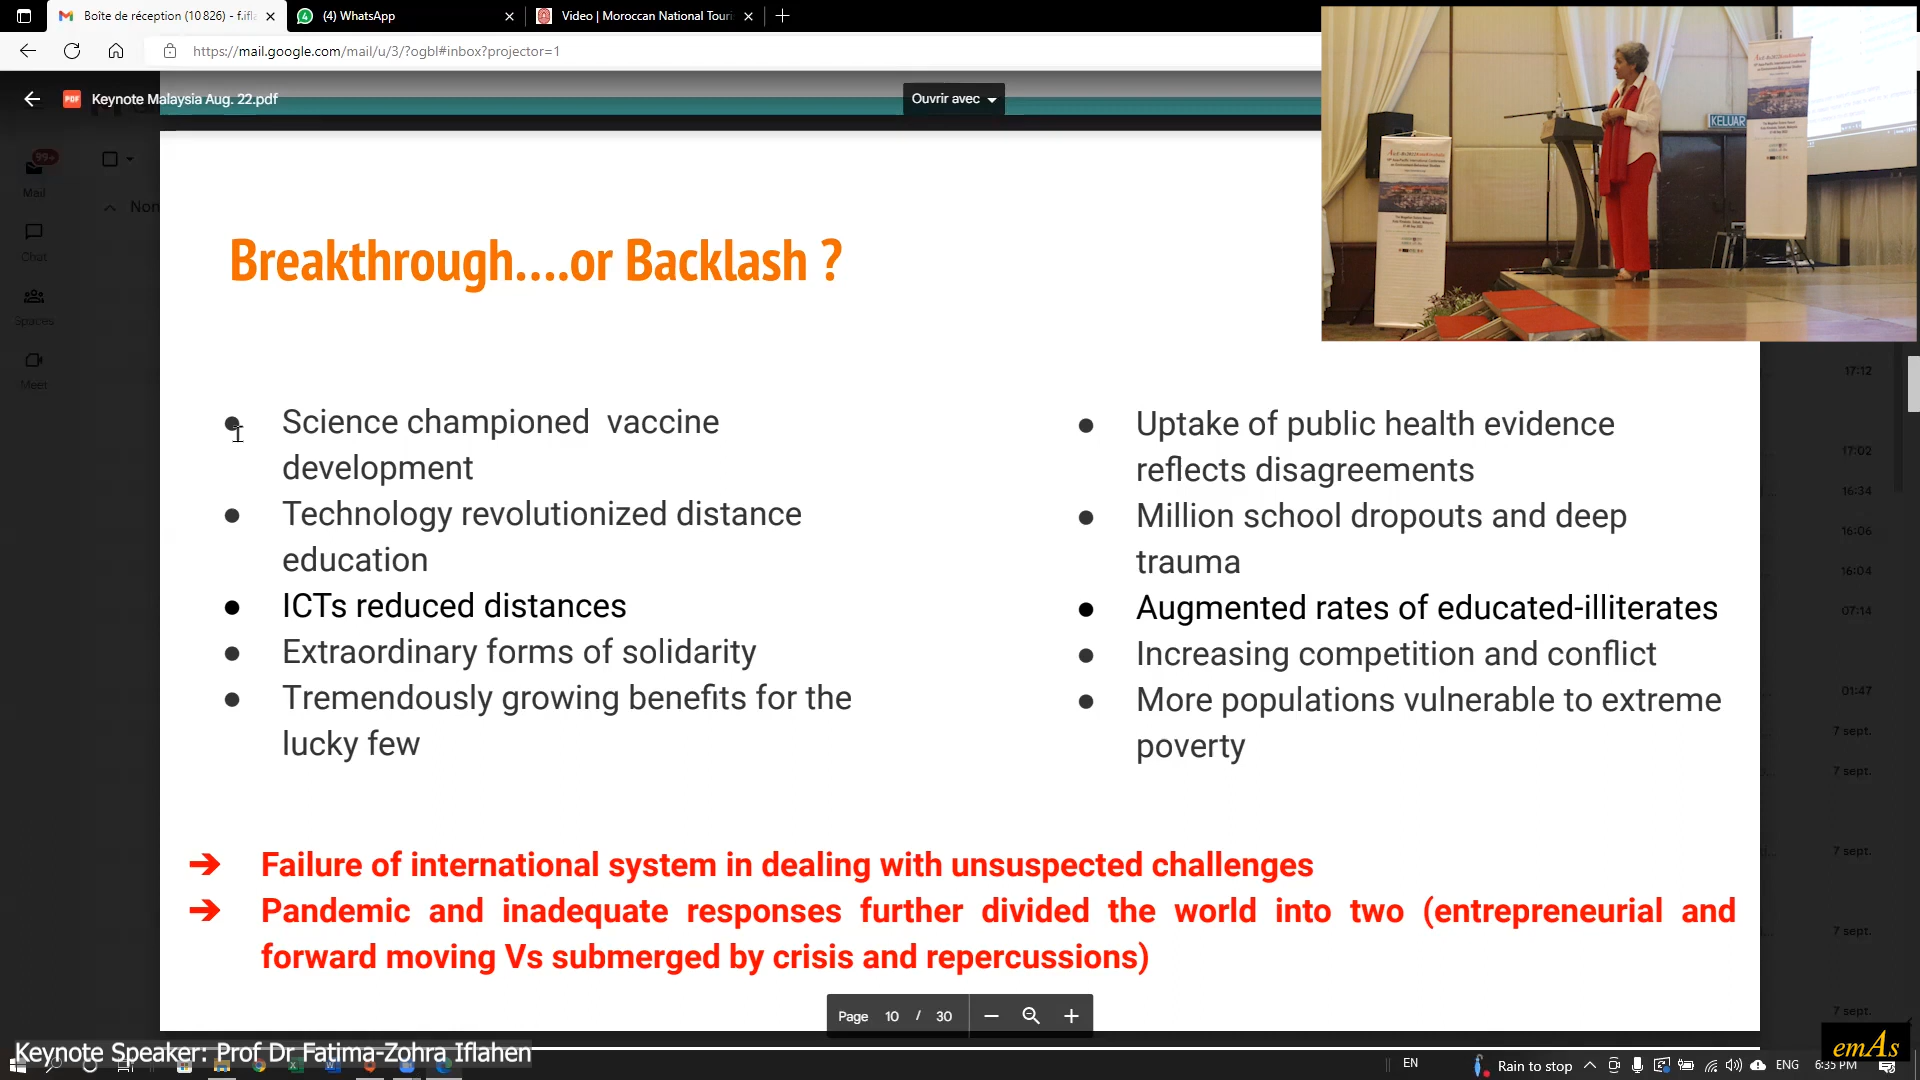 Boîte de réception (10 826) - f.ifla
(4) WhatsApp
Video | Moroccan National Touri
https://mail.google.com/mail/u/3/?ogbl#inbox?projector=1
PDF
Keynote Malaysia Aug. 22.pdf
Ouvrir avec
99+
Mail
Chat
Spaces
Meet
Non
KELUAR
Breakthrough....or Backlash ?
Science championed vaccine
development
Technology revolutionized distance
education
ICTs reduced distances
Extraordinary forms of solidarity
Tremendously growing benefits for the
lucky few
Uptake of public health evidence
reflects disagreements
Million school dropouts and deep
trauma
Augmented rates of educated-illiterates
Increasing competition and conflict
More populations vulnerable to extreme
poverty
Failure of international system in dealing with unsuspected challenges
Pandemic and inadequate responses further divided the world into two (entrepreneurial and
forward moving Vs submerged by crisis and repercussions)
17:12
17:02
16:34
16:06
16:04
07:14
01:47
7 sept.
7 sept.
7 sept.
7 sept.
7 sept.
Page 10 / 30
Keynote Speaker: Prof Dr Fatima-Zohra Iflahen
emAs
EN
Rain to stop
ENG
6:35 PM